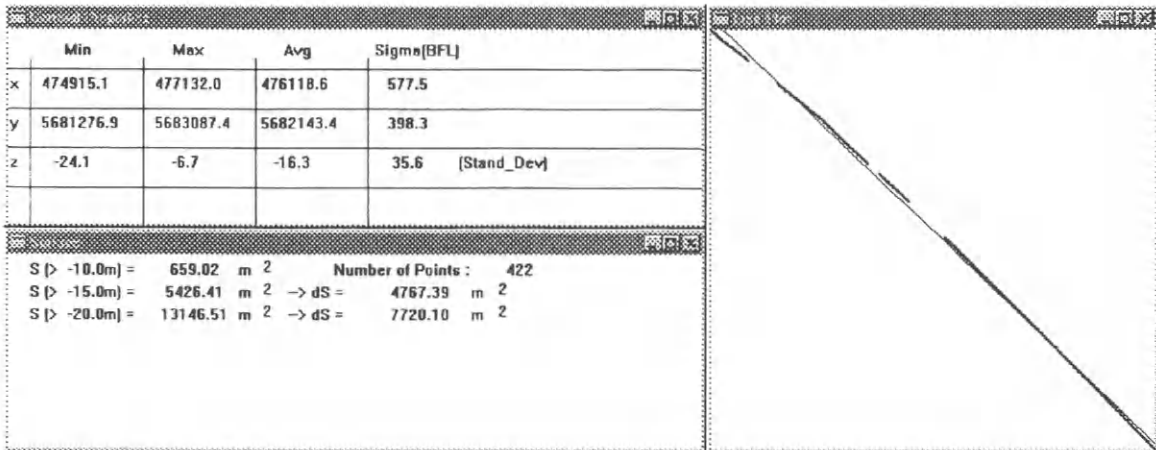 Min Max Avg Sigma(BFL)
x 474915.1 477132.0 476118.6 577.5
y 5681276.9 5683087.4 5682143.4 398.3
z -24.1 -6.7 -16.3 35.6 (Stand_Dev)
S (> -10.0m) = 659.02 m 2 Number of Points : 422
S (> -15.0m) = 5426.41 m 2 -> dS = 4767.39 m 2
S (> -20.0m) = 13146.51 m 2 -> dS = 7720.10 m 2